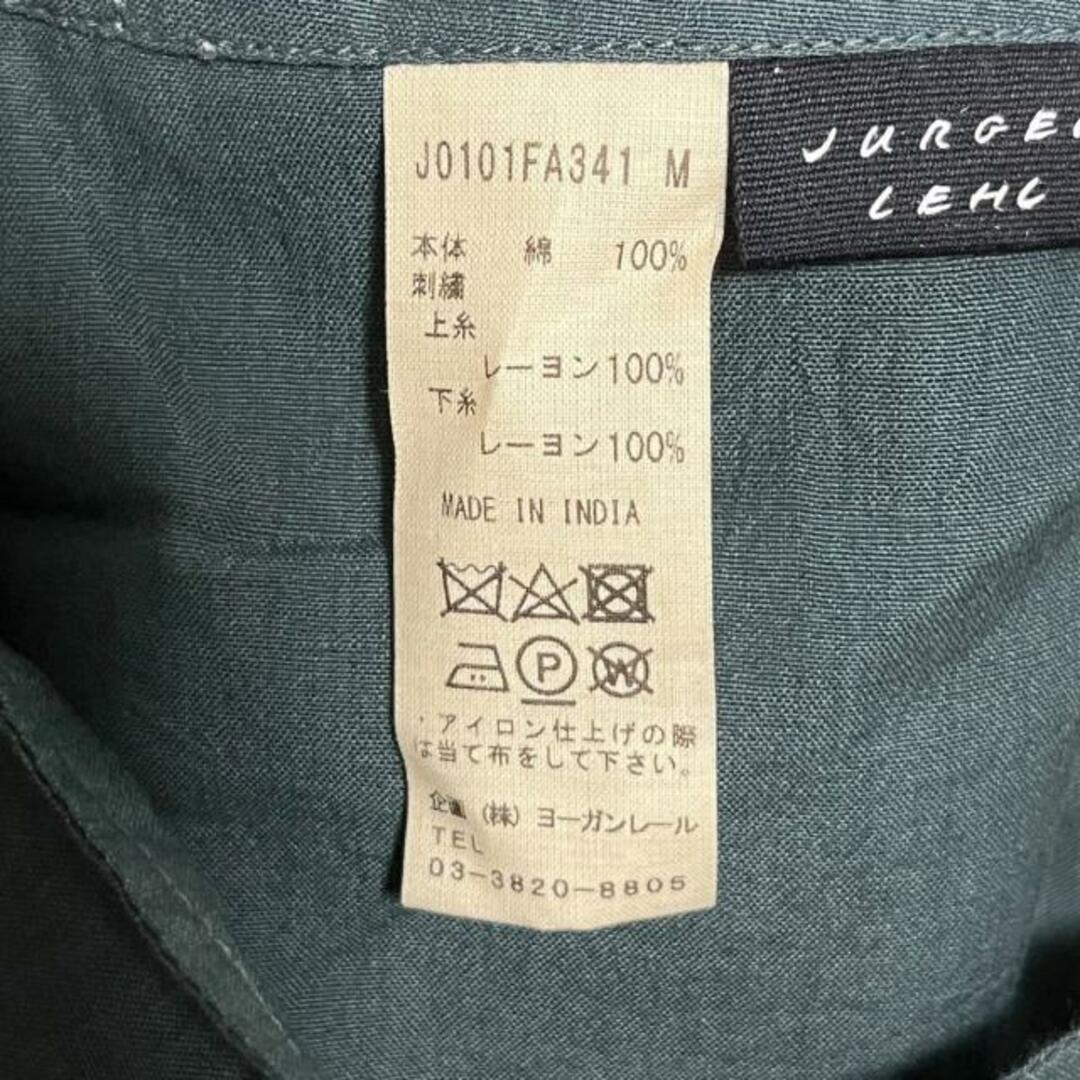 J0101FA341 M
本体 綿 100%
刺繍
上糸
レーヨン100%
下糸
レーヨン100%
MADE IN INDIA
P W
・アイロン仕上げの際
は当て布をして下さい。
企画 (株) ヨーガンレール
TEL
03-3820-8805
JURGE
LEHL